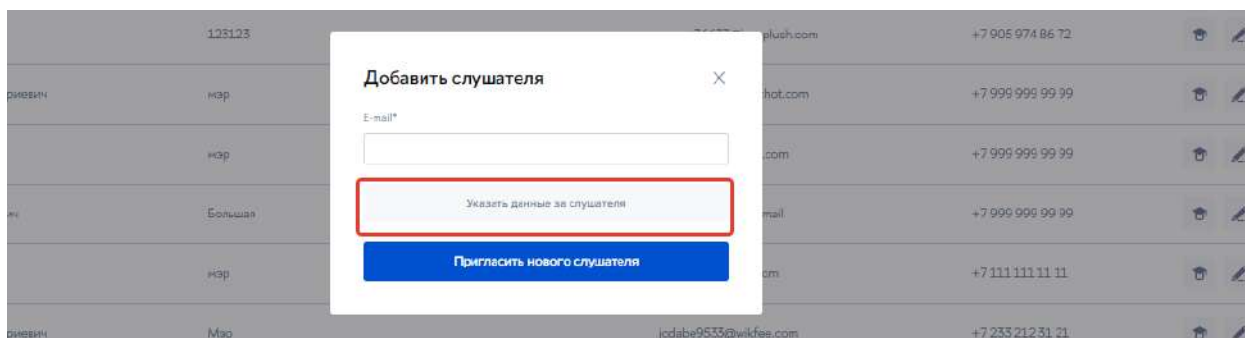 123123 plush.com +7 905 974 86 72
Добавить слушателя
риевич мэр hot.com +7 999 999 99 99
E-mail*
мэр .com +7 999 999 99 99
Указать данные за слушателя
Большая mail +7 999 999 99 99
Пригласить нового слушателя
мэр om +7 111 111 11 11
риевич Мэр jcdabe9533@wikfee.com +7 233 212 31 21